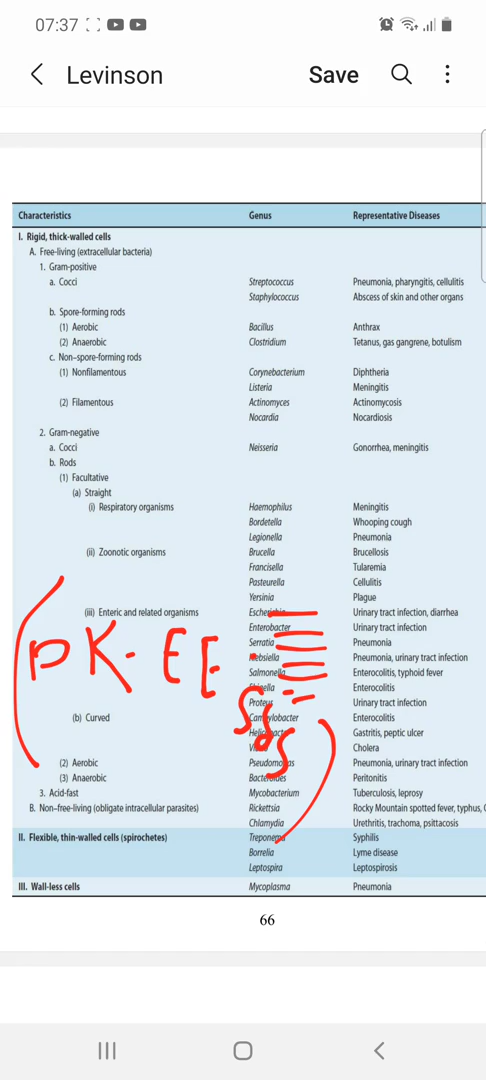 07:37
Levinson Save
Characteristics Genus Representative Diseases
I. Rigid, thick-walled cells
A. Free-living (extracellular bacteria)
1. Gram-positive
a. Cocci Streptococcus Pneumonia, pharyngitis, cellulitis
Staphylococcus Abscess of skin and other organs
b. Spore-forming rods
(1) Aerobic Bacillus Anthrax
(2) Anaerobic Clostridium Tetanus, gas gangrene, botulism
c. Non–spore-forming rods
(1) Nonfilamentous Corynebacterium Diphtheria
Listeria Meningitis
(2) Filamentous Actinomyces Actinomycosis
Nocardia Nocardiosis
2. Gram-negative
a. Cocci Neisseria Gonorrhea, meningitis
b. Rods
(1) Facultative
(a) Straight
(i) Respiratory organisms Haemophilus Meningitis
Bordetella Whooping cough
Legionella Pneumonia
(ii) Zoonotic organisms Brucella Brucellosis
Francisella Tularemia
Pasteurella Cellulitis
Yersinia Plague
(iii) Enteric and related organisms Escherichia Urinary tract infection, diarrhea
Enterobacter Urinary tract infection
Serratia Pneumonia
Klebsiella Pneumonia, urinary tract infection
Salmonella Enterocolitis, typhoid fever
Shigella Enterocolitis
Proteus Urinary tract infection
(b) Curved Campylobacter Enterocolitis
Helicobacter Gastritis, peptic ulcer
Vibrio Cholera
(2) Aerobic Pseudomonas Pneumonia, urinary tract infection
(3) Anaerobic Bacteroides Peritonitis
3. Acid-fast Mycobacterium Tuberculosis, leprosy
B. Non–free-living (obligate intracellular parasites) Rickettsia Rocky Mountain spotted fever, typhus,
Chlamydia Urethritis, trachoma, psittacosis
II. Flexible, thin-walled cells (spirochetes) Treponema Syphilis
Borrelia Lyme disease
Leptospira Leptospirosis
III. Wall-less cells Mycoplasma Pneumonia
(PK-EE
SSS)
66